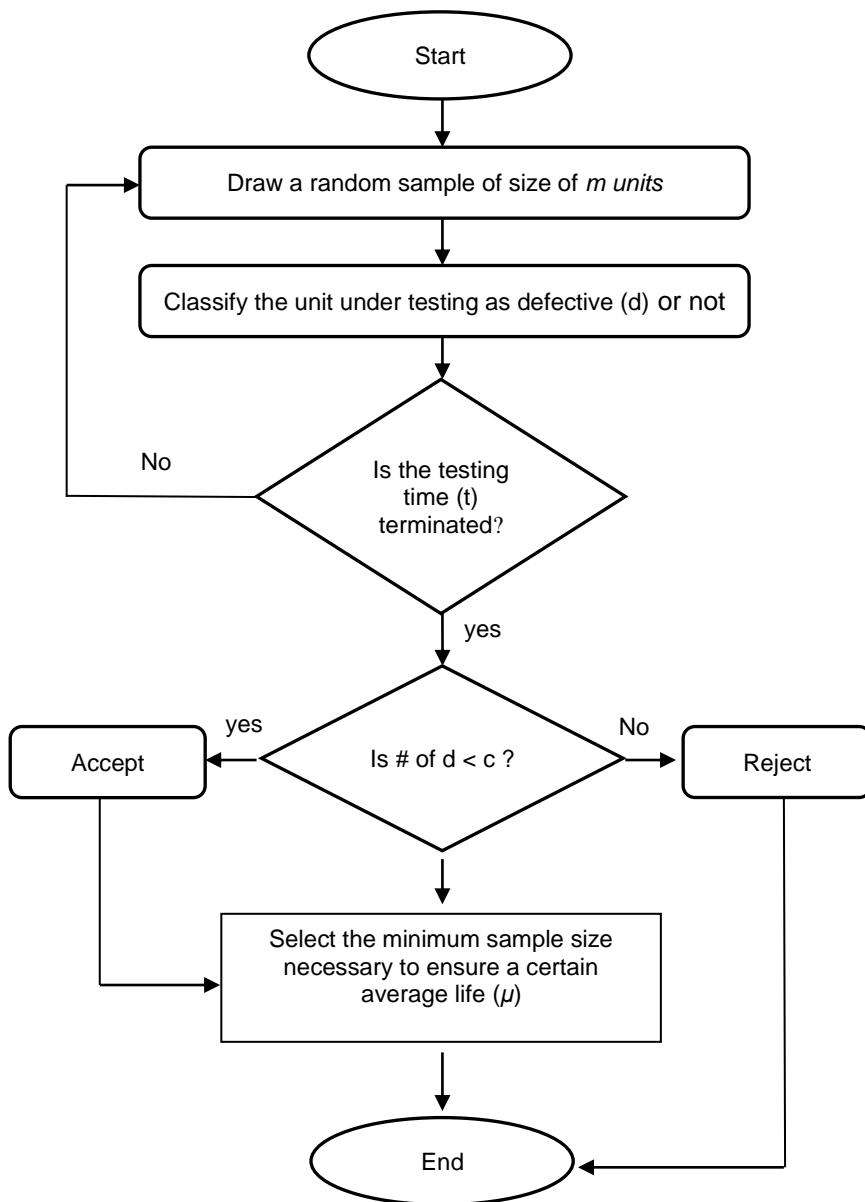 Start
Draw a random sample of size of m units
Classify the unit under testing as defective (d) or not
No
Is the testing
time (t)
terminated?
yes
yes
No
Accept
Is # of d < c ?
Reject
Select the minimum sample size
necessary to ensure a certain
average life (μ)
End